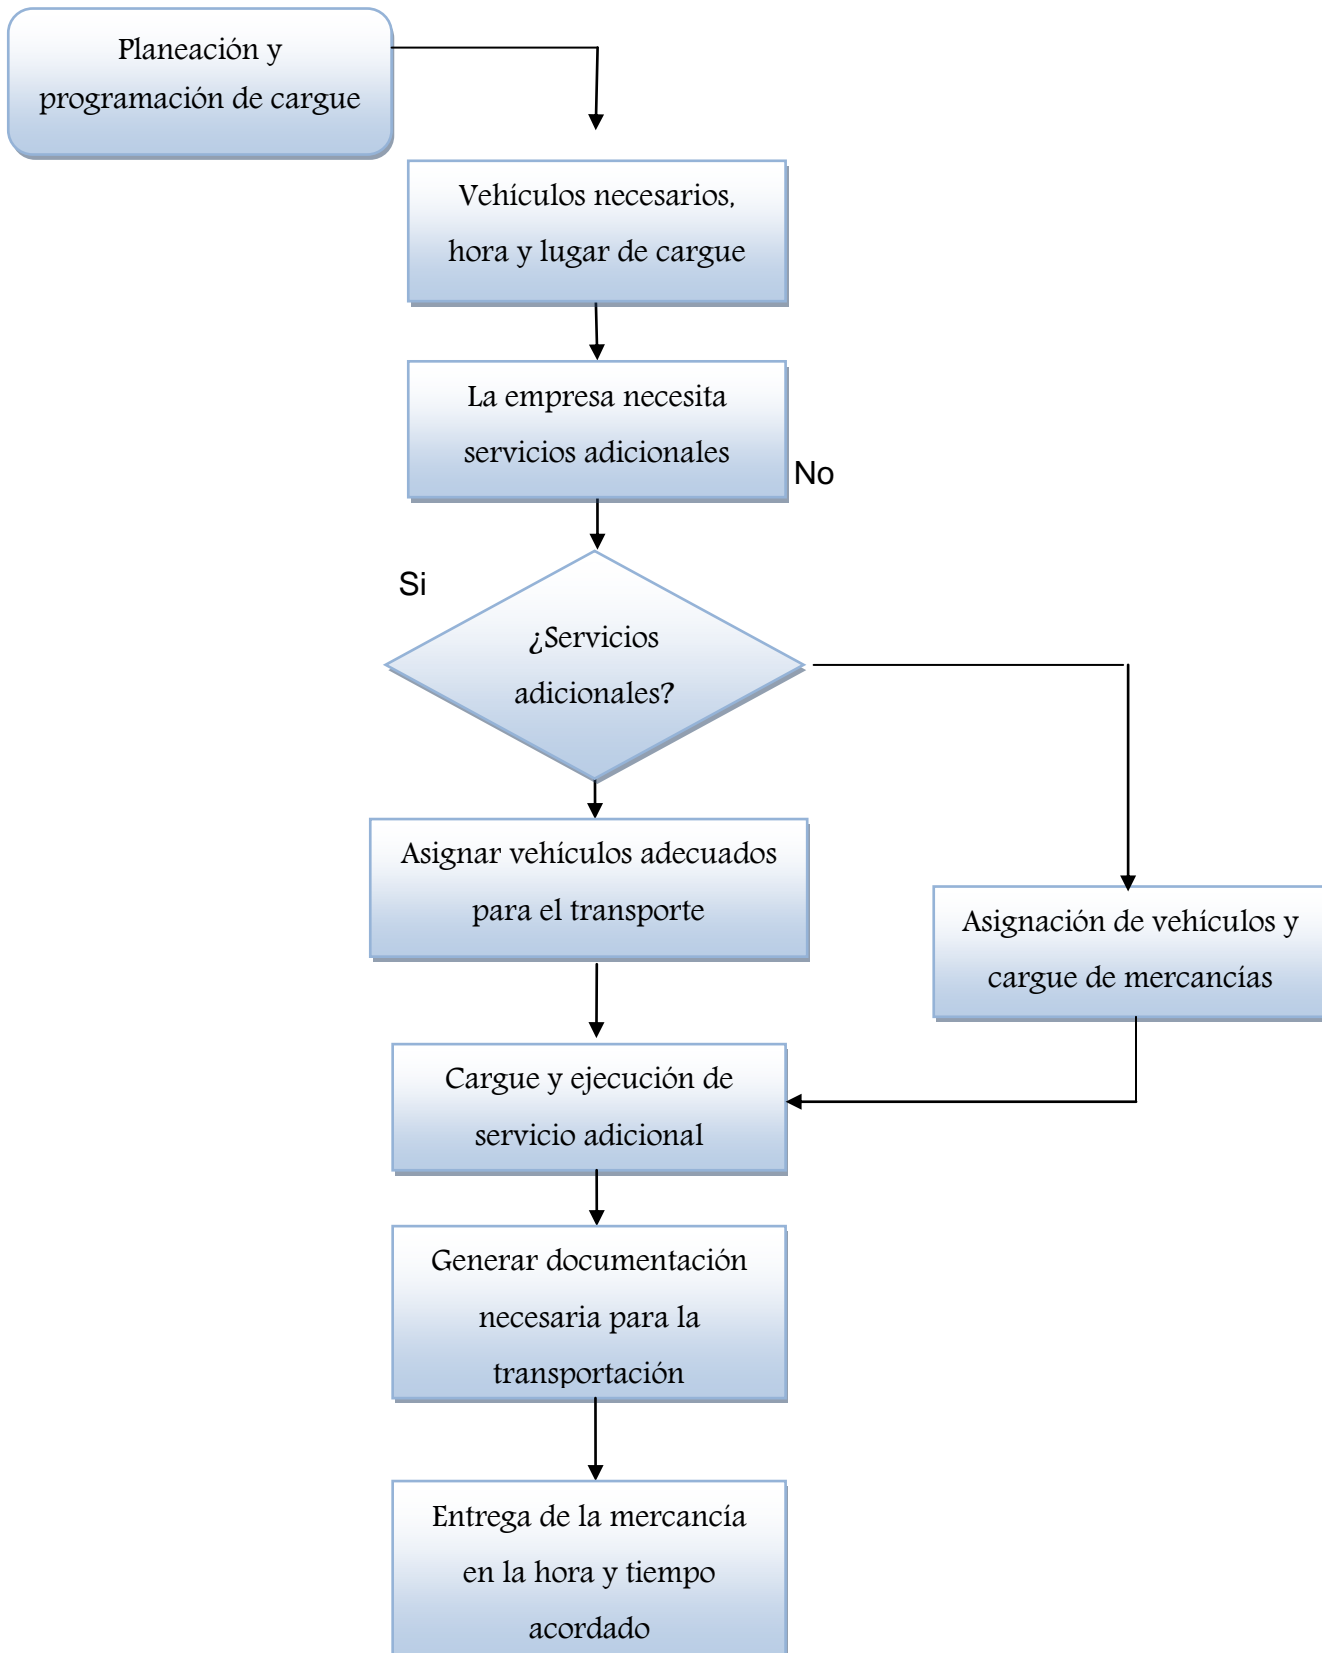 Planeación y
programación de cargue
Vehículos necesarios,
hora y lugar de cargue
La empresa necesita
servicios adicionales
No
Si
¿Servicios
adicionales?
Asignar vehículos adecuados
para el transporte
Asignación de vehículos y
cargue de mercancías
Cargue y ejecución de
servicio adicional
Generar documentación
necesaria para la
transportación
Entrega de la mercancía
en la hora y tiempo
acordado